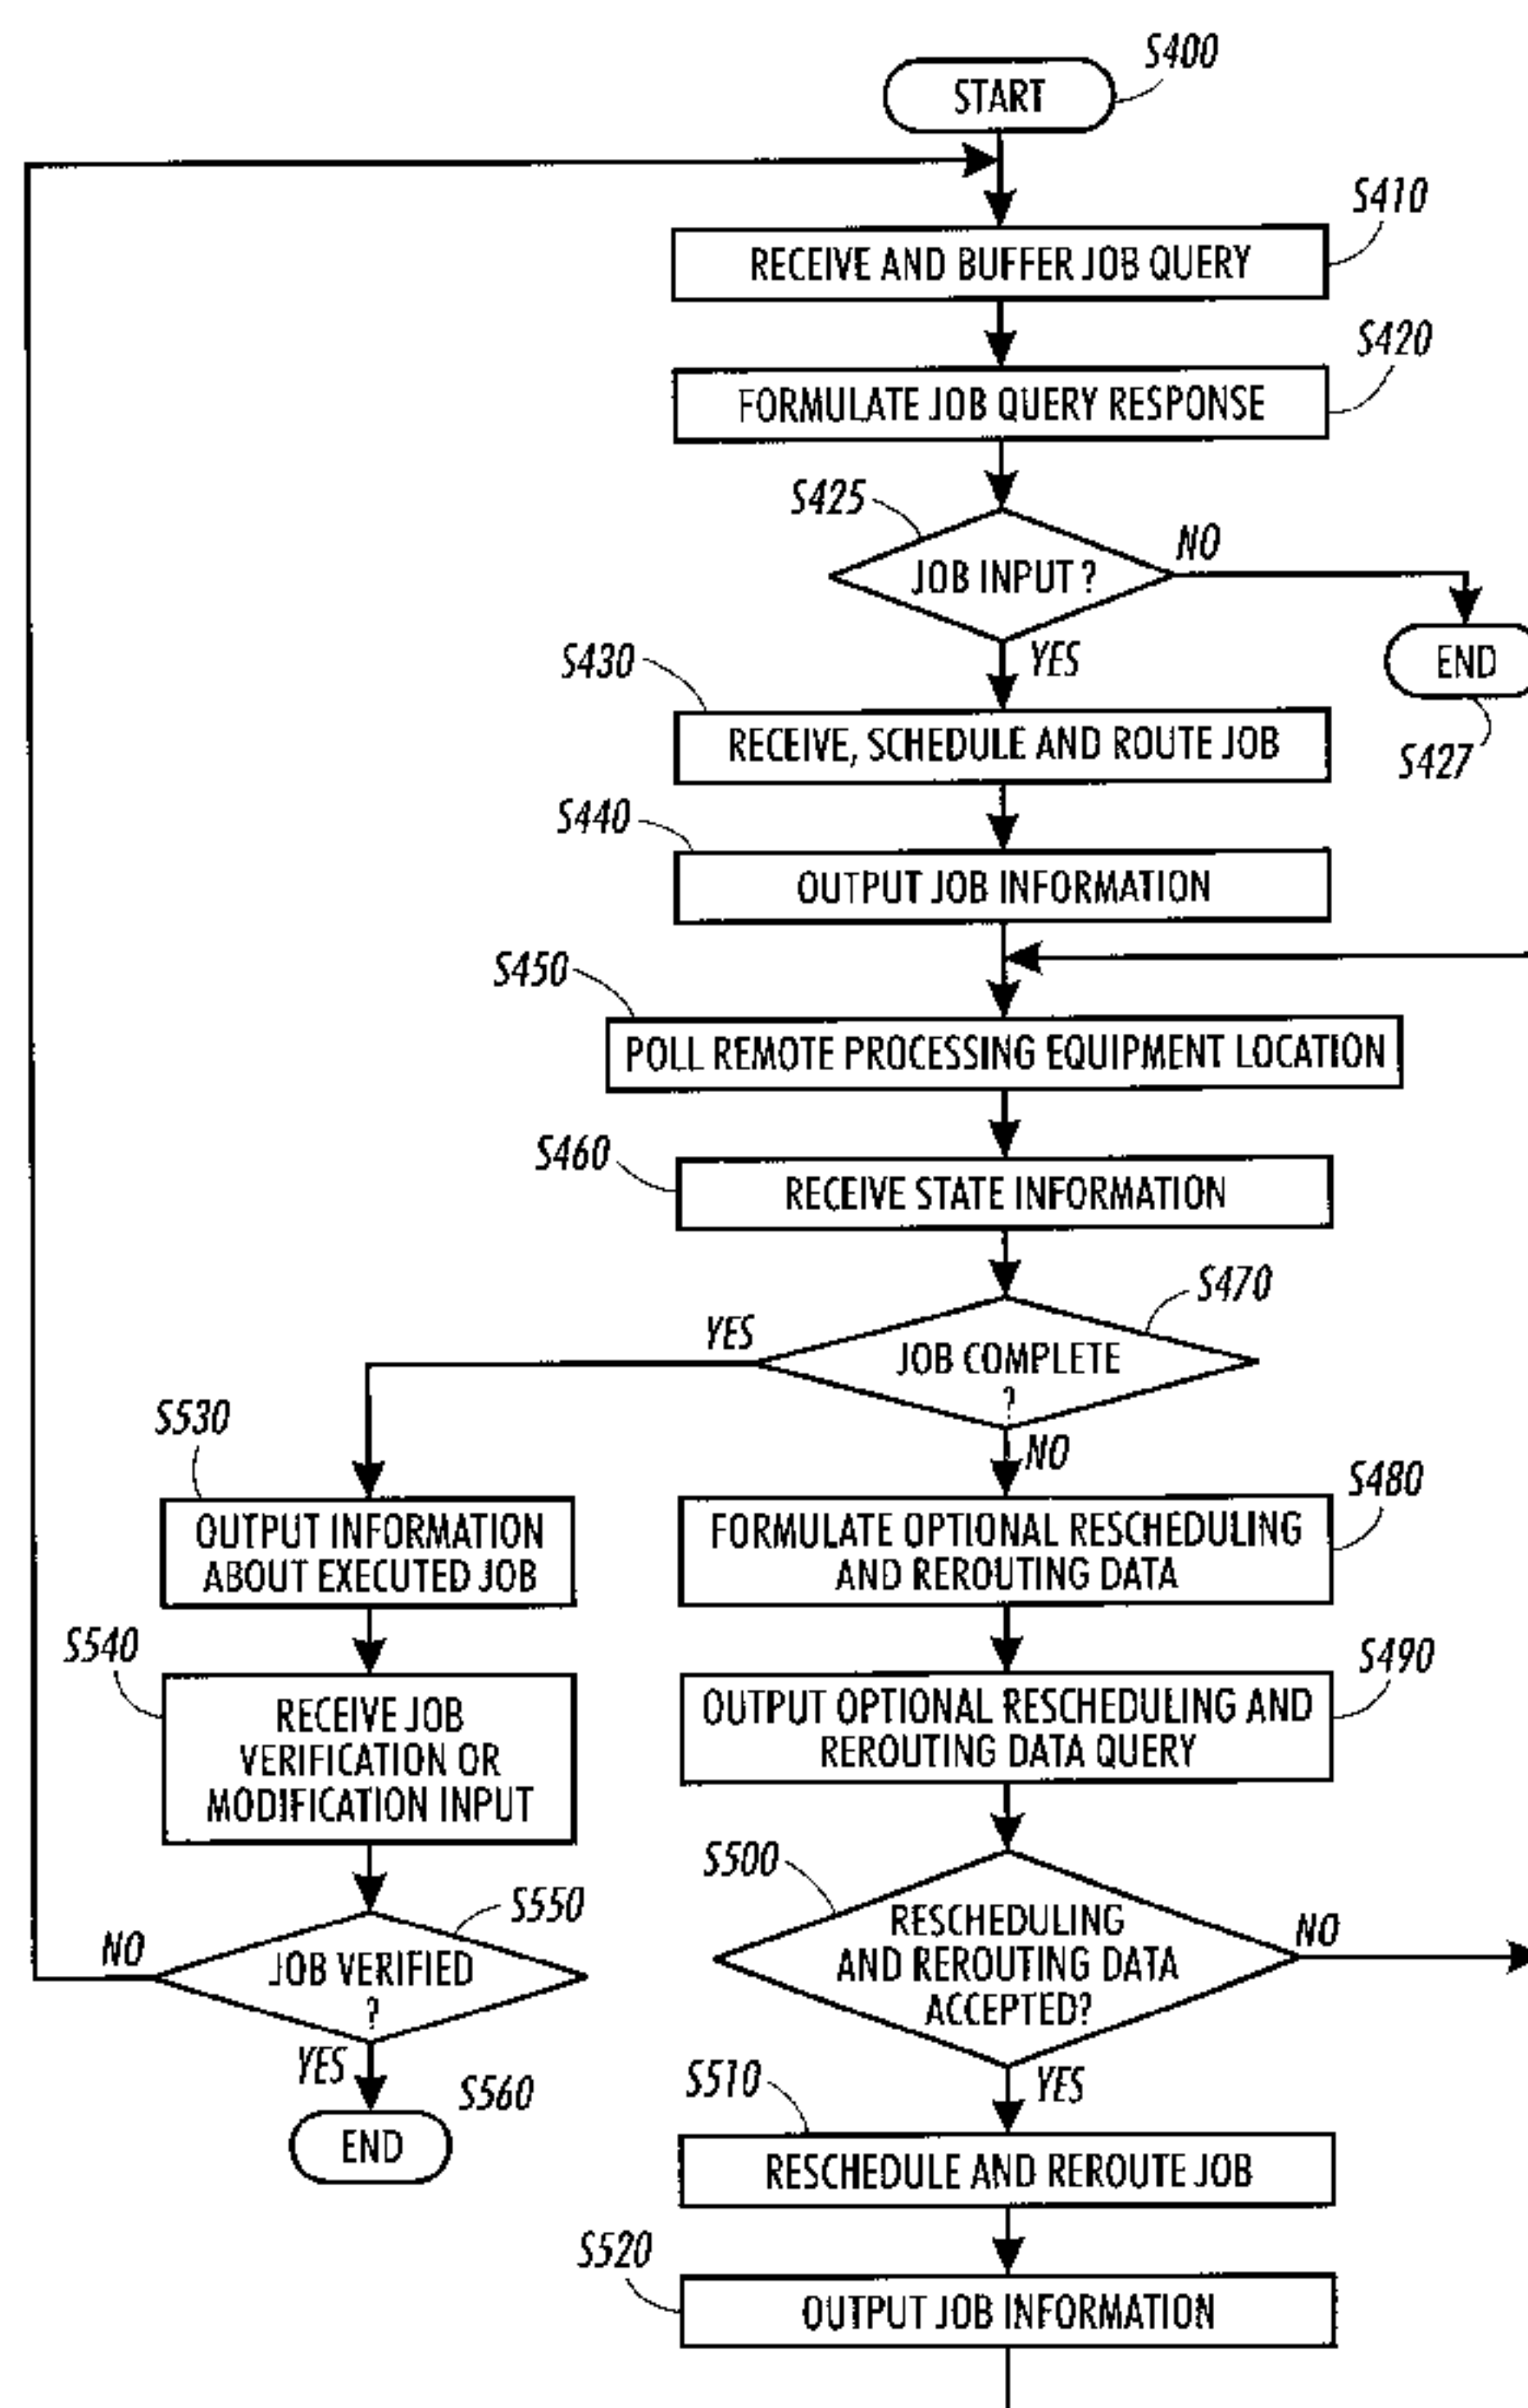 S400
START
S410
RECEIVE AND BUFFER JOB QUERY
S420
FORMULATE JOB QUERY RESPONSE
S425
JOB INPUT ?
NO
END
S427
YES
S430
RECEIVE, SCHEDULE AND ROUTE JOB
S440
OUTPUT JOB INFORMATION
S450
POLL REMOTE PROCESSING EQUIPMENT LOCATION
S460
RECEIVE STATE INFORMATION
S470
JOB COMPLETE
?
YES
NO
S530
OUTPUT INFORMATION
ABOUT EXECUTED JOB
S480
FORMULATE OPTIONAL RESCHEDULING
AND REROUTING DATA
S540
RECEIVE JOB
VERIFICATION OR
MODIFICATION INPUT
S490
OUTPUT OPTIONAL RESCHEDULING AND
REROUTING DATA QUERY
S500
RESCHEDULING
AND REROUTING DATA
ACCEPTED?
NO
S550
JOB VERIFIED
?
NO
YES
S560
END
YES
S510
RESCHEDULE AND REROUTE JOB
S520
OUTPUT JOB INFORMATION